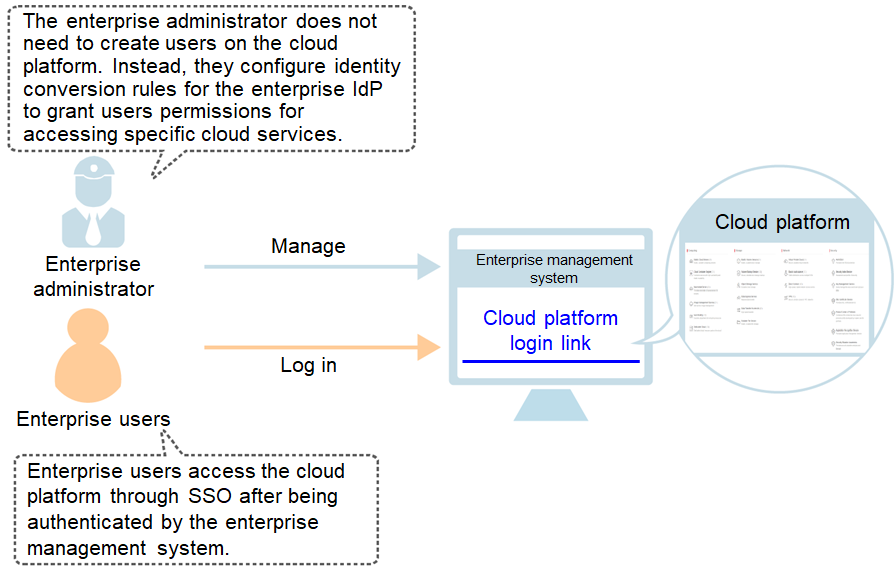 The enterprise administrator does not
need to create users on the cloud
platform. Instead, they configure identity
conversion rules for the enterprise IdP
to grant users permissions for
accessing specific cloud services.
Enterprise
administrator
Manage
Enterprise management
system
Cloud platform
login link
Cloud platform
Log in
Enterprise users
Enterprise users access the cloud
platform through SSO after being
authenticated by the enterprise
management system.